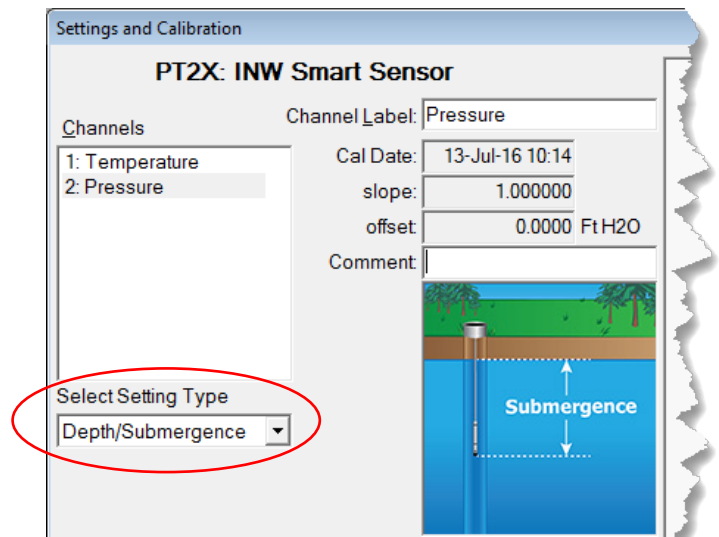 Settings and Calibration
PT2X: INW Smart Sensor
Channel Label: Pressure
Channels
1: Temperature
2: Pressure
Cal Date: 13-Jul-16 10:14
slope: 1.000000
offset: 0.0000 Ft H2O
Comment:
Submergence
Select Setting Type
Depth/Submergence